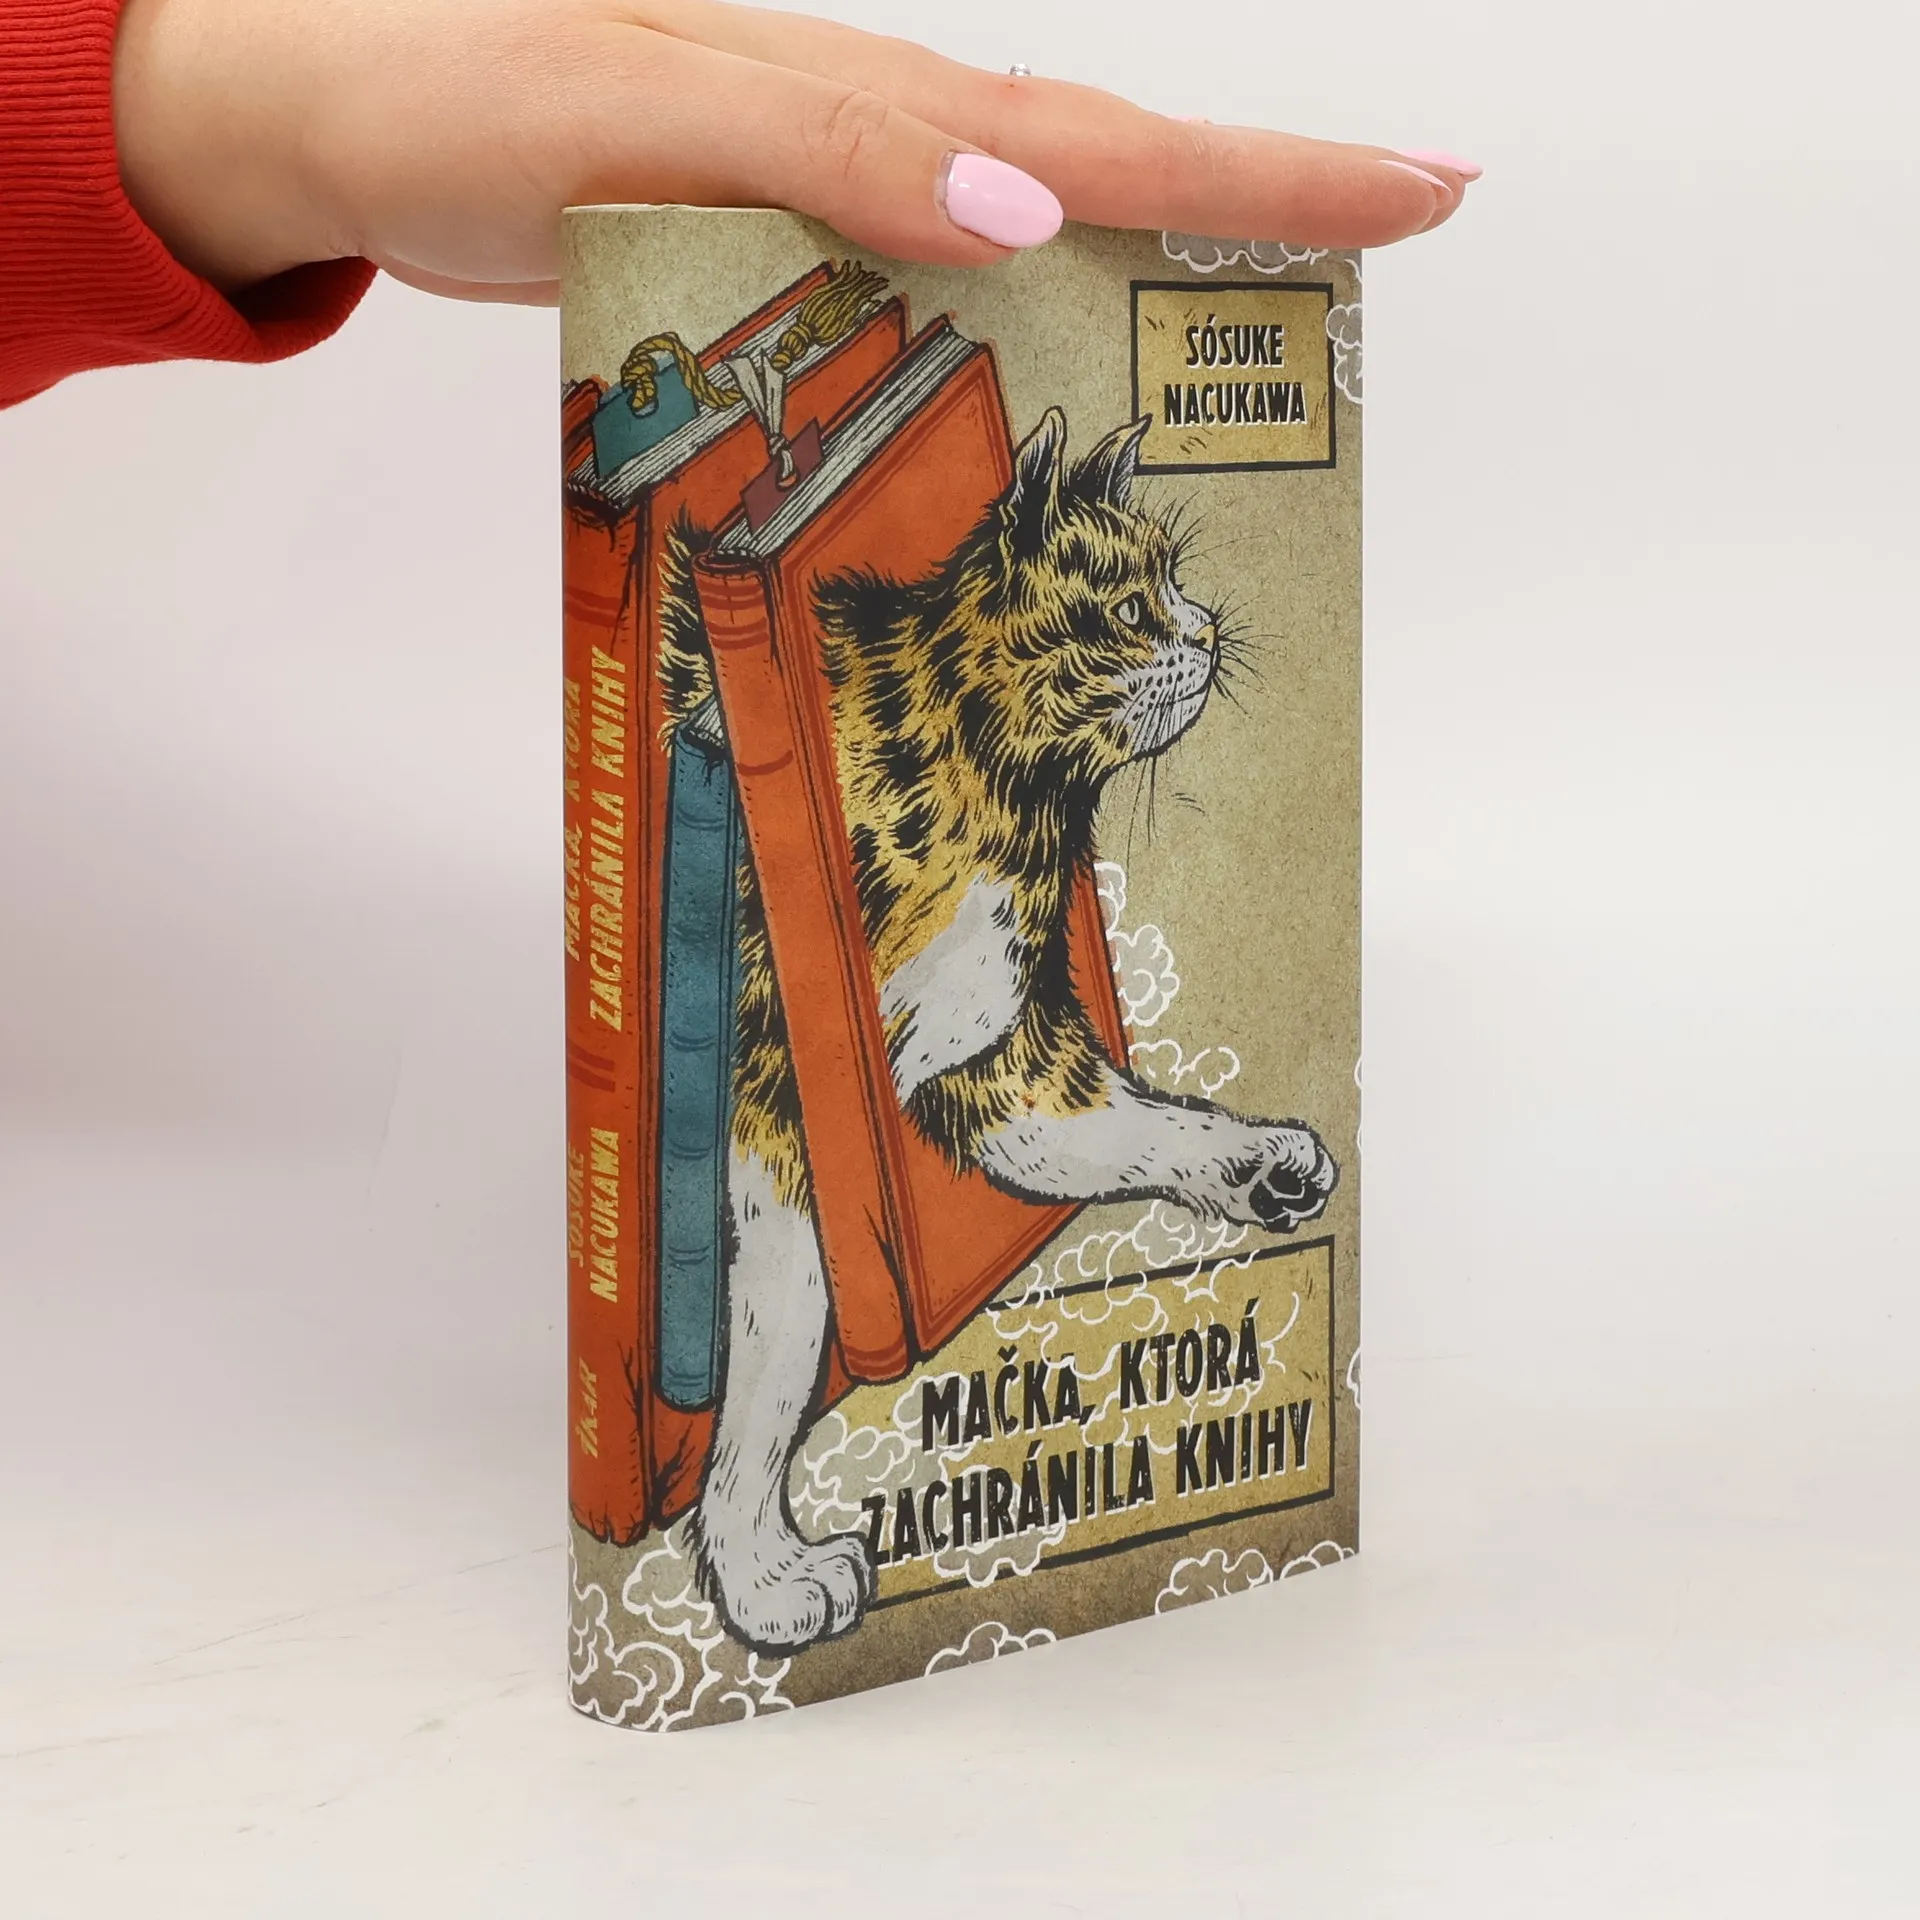 SÓSUKE
NACUKAWA
MAČKA, KTORÁ
ZACHRÁNILA KNIHY
MAČKA, KTORÁ
ZACHRÁNILA KNIHY
SÓSUKE
NACUKAWA
IKAR